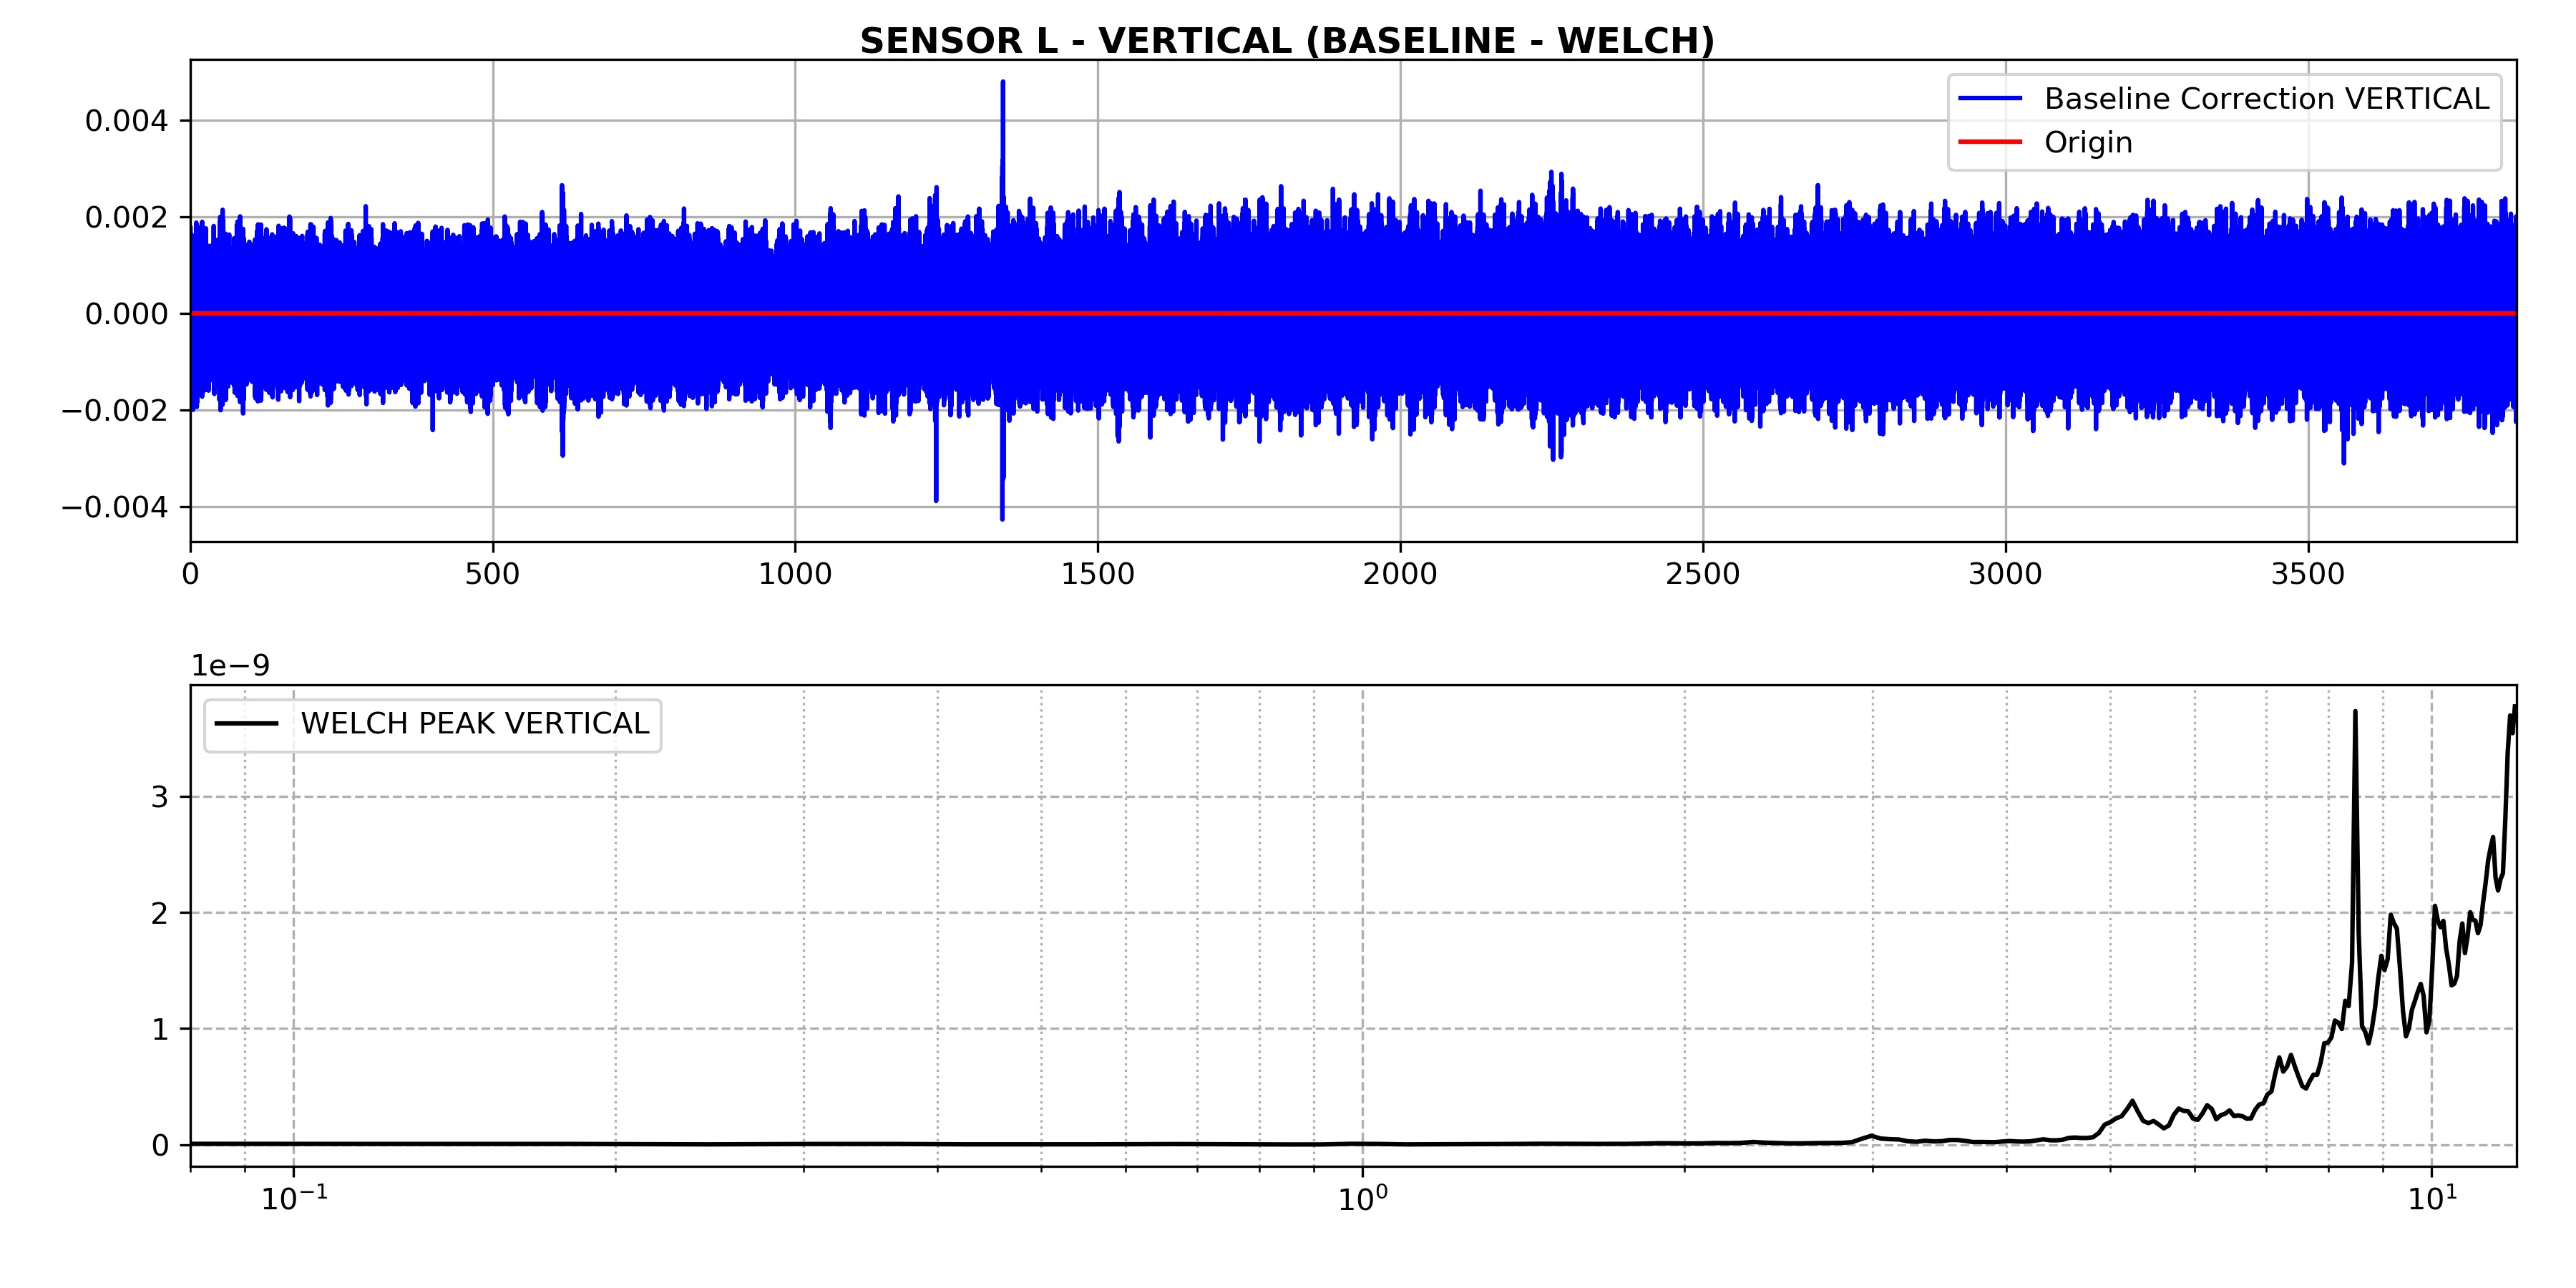 SENSOR L - VERTICAL (BASELINE - WELCH)
0.004
0.002
0.000
−0.002
−0.004
Baseline Correction VERTICAL
Origin
0 500 1000 1500 2000 2500 3000 3500
1e−9
WELCH PEAK VERTICAL
3
2
1
0
10⁻¹ 10⁰ 10¹